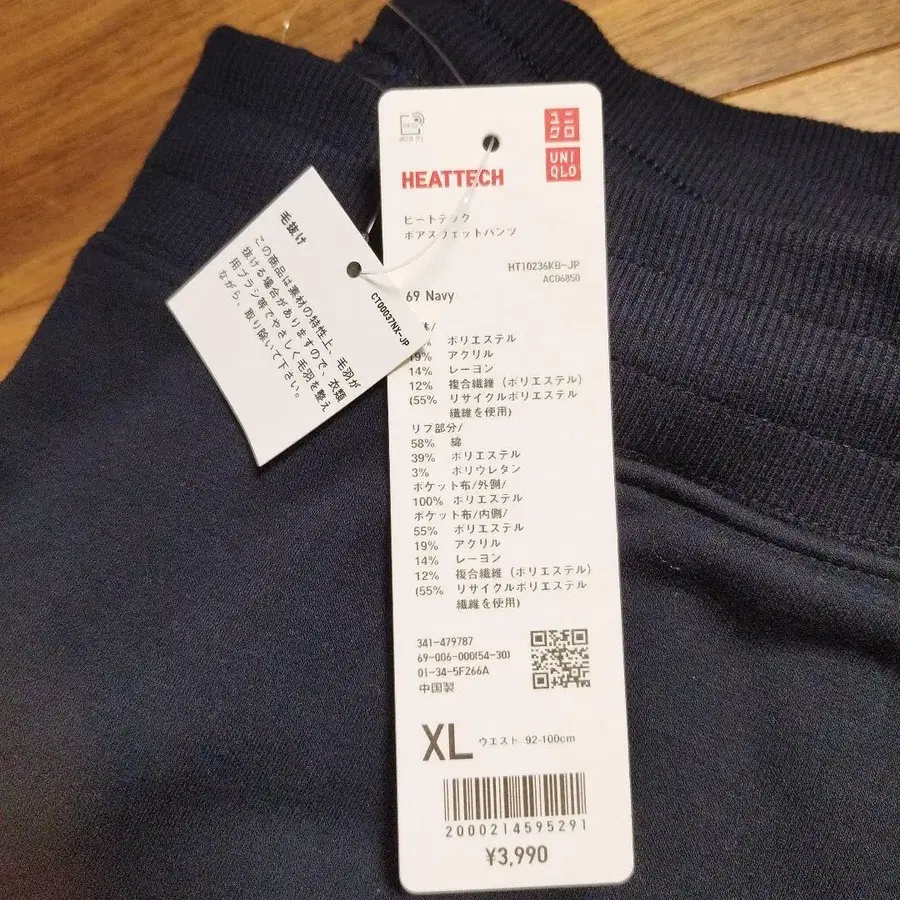 ユニ
クロ
UNI
QLO
HEATTECH
ヒートテック
ボアスウェットパンツ
HT10236KB-JP
AC06850
69 Navy
ポリエステル
19% アクリル
14% レーヨン
12% 複合繊維（ポリエステル）
(55% リサイクルポリエステル
繊維を使用)
リブ部分/
58% 綿
39% ポリエステル
3% ポリウレタン
ポケット布/外側/
100% ポリエステル
ポケット布/内側/
55% ポリエステル
19% アクリル
14% レーヨン
12% 複合繊維（ポリエステル）
(55% リサイクルポリエステル
繊維を使用)
341-479787
69-006-000(54-30)
01-34-5F266A
中国製
XL ウエスト 92-100cm
2000214595291
¥3,990
毛抜け
この商品は素材の特性上、毛羽が
抜ける場合がありますので、衣類
用ブラシ等でやさしく毛羽を整え
ながら、取り除いて下さい。
CT00037NX-JP